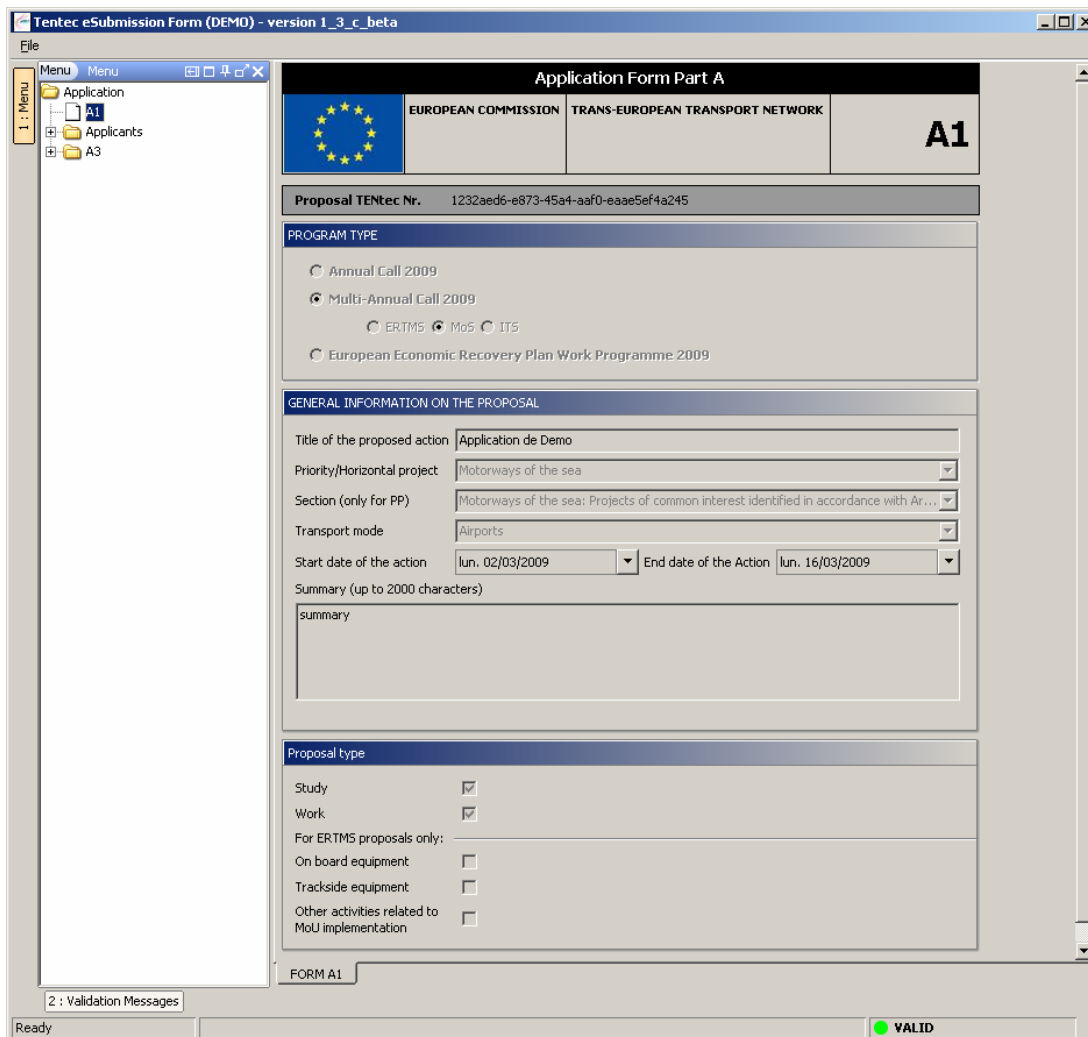 Tentec eSubmission Form (DEMO) - version 1_3_c_beta
File
1 : Menu
Menu Menu
Application
A1
Applicants
A3
Application Form Part A
EUROPEAN COMMISSION TRANS-EUROPEAN TRANSPORT NETWORK
A1
Proposal TENtec Nr. 1232aed6-e873-45a4-aaf0-eaae5ef4a245
PROGRAM TYPE
Annual Call 2009
Multi-Annual Call 2009
ERTMS MoS ITS
European Economic Recovery Plan Work Programme 2009
GENERAL INFORMATION ON THE PROPOSAL
Title of the proposed action Application de Demo
Priority/Horizontal project Motorways of the sea
Section (only for PP) Motorways of the sea: Projects of common interest identified in accordance with Ar...
Transport mode Airports
Start date of the action lun. 02/03/2009 End date of the Action lun. 16/03/2009
Summary (up to 2000 characters)
summary
Proposal type
Study
Work
For ERTMS proposals only:
On board equipment
Trackside equipment
Other activities related to
MoU implementation
FORM A1
2 : Validation Messages
Ready VALID